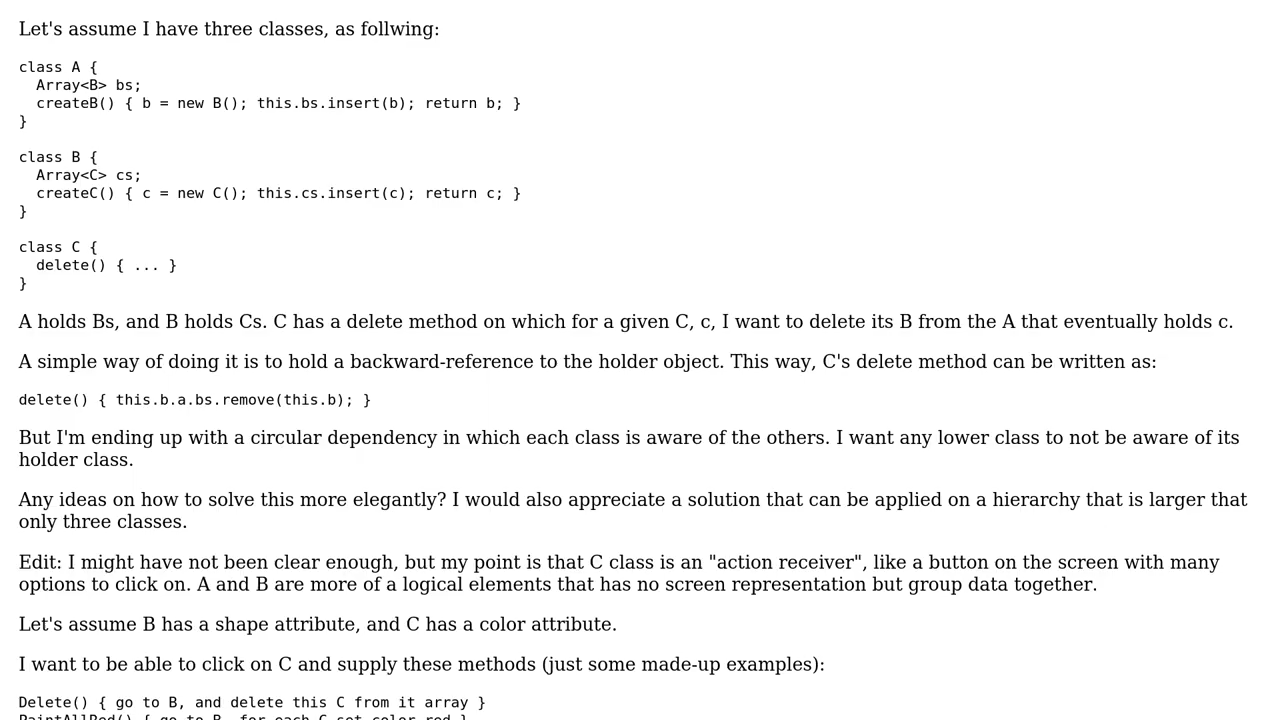 Let's assume I have three classes, as follwing:
class A {
  Array<B> bs;
  createB() { b = new B(); this.bs.insert(b); return b; }
}
class B {
  Array<C> cs;
  createC() { c = new C(); this.cs.insert(c); return c; }
}
class C {
  delete() { ... }
}
A holds Bs, and B holds Cs. C has a delete method on which for a given C, c, I want to delete its B from the A that eventually holds c.
A simple way of doing it is to hold a backward-reference to the holder object. This way, C's delete method can be written as:
delete() { this.b.a.bs.remove(this.b); }
But I'm ending up with a circular dependency in which each class is aware of the others. I want any lower class to not be aware of its
holder class.
Any ideas on how to solve this more elegantly? I would also appreciate a solution that can be applied on a hierarchy that is larger that
only three classes.
Edit: I might have not been clear enough, but my point is that C class is an "action receiver", like a button on the screen with many
options to click on. A and B are more of a logical elements that has no screen representation but group data together.
Let's assume B has a shape attribute, and C has a color attribute.
I want to be able to click on C and supply these methods (just some made-up examples):
Delete() { go to B, and delete this C from it array }
PaintAllRed() { go to B, for each C set color red }